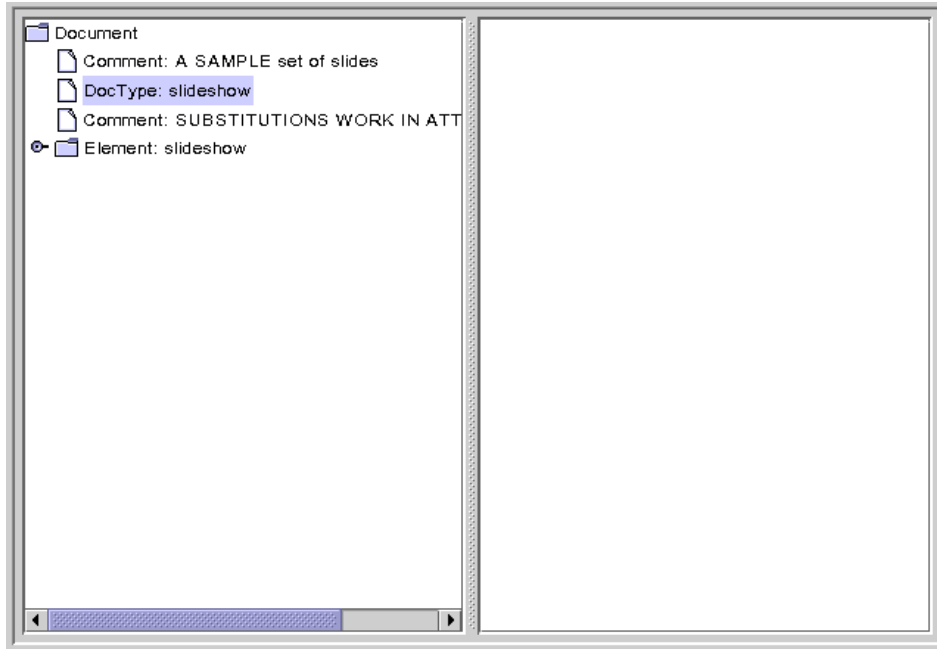 Document
Comment: A SAMPLE set of slides
DocType: slideshow
Comment: SUBSTITUTIONS WORK IN ATT
Element: slideshow